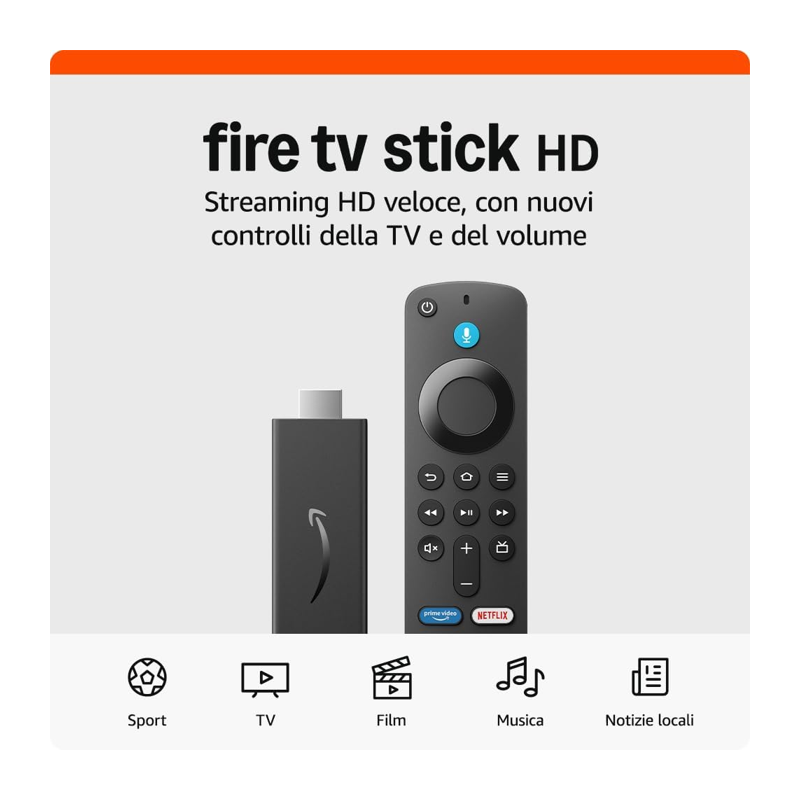 fire tv stick HD
Streaming HD veloce, con nuovi
controlli della TV e del volume
prime video
NETFLIX
Sport
TV
Film
Musica
Notizie locali